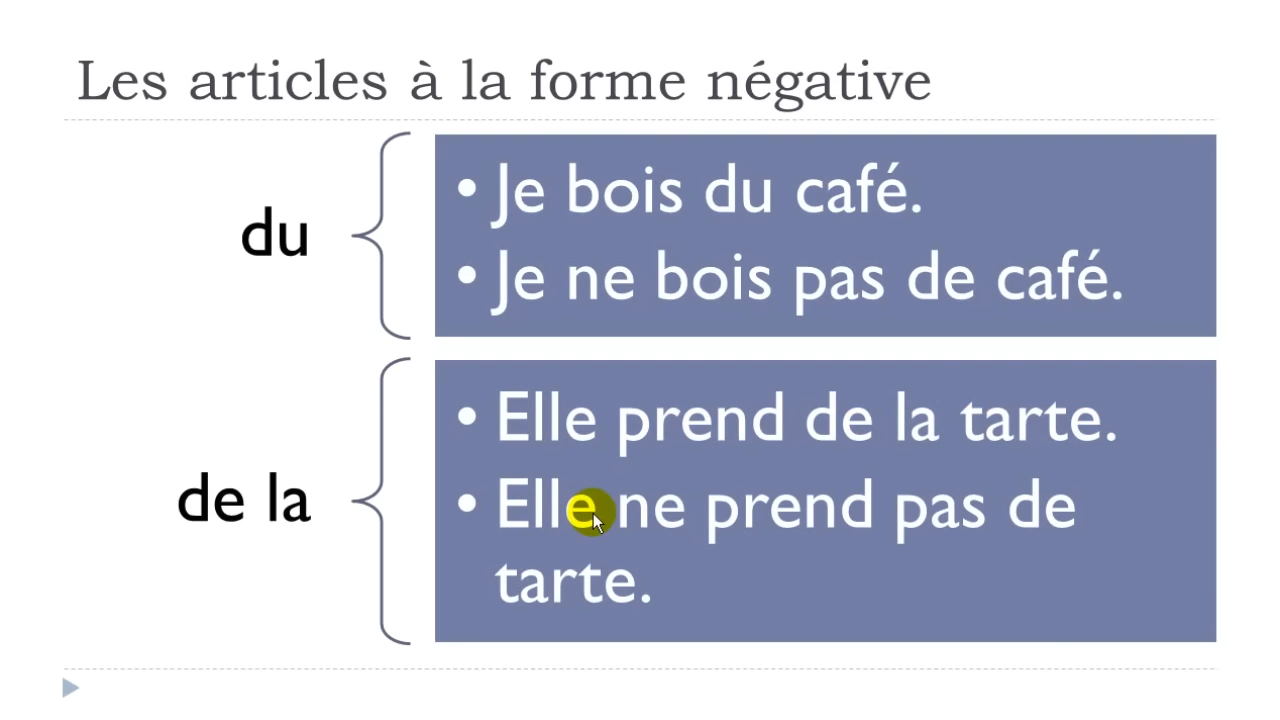 Les articles à la forme négative
du
• Je bois du café.
• Je ne bois pas de café.
de la
• Elle prend de la tarte.
• Elle ne prend pas de
tarte.